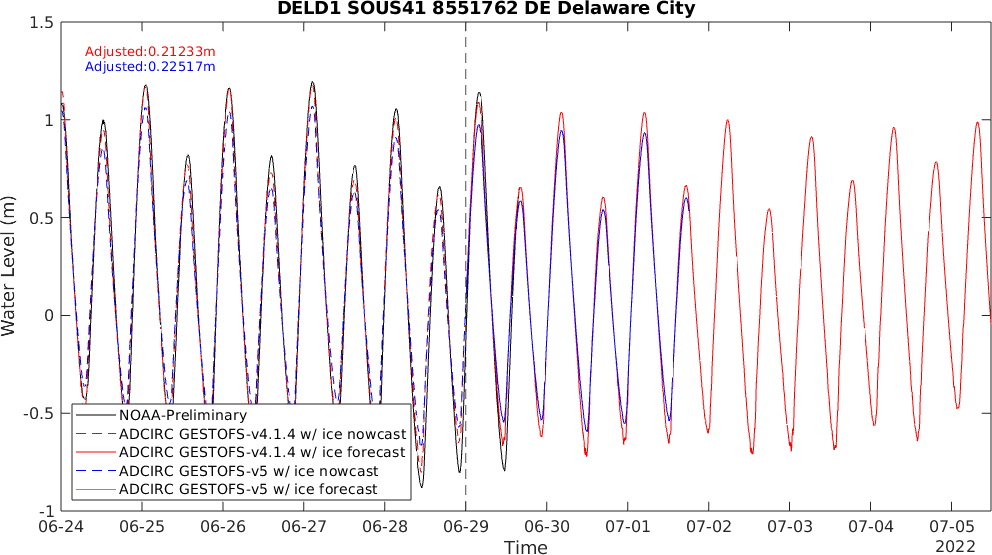 DELD1 SOUS41 8551762 DE Delaware City
Adjusted:0.21233m
Adjusted:0.22517m
1.5
1
0.5
0
-0.5
-1
Water Level (m)
NOAA-Preliminary
ADCIRC GESTOFS-v4.1.4 w/ ice nowcast
ADCIRC GESTOFS-v4.1.4 w/ ice forecast
ADCIRC GESTOFS-v5 w/ ice nowcast
ADCIRC GESTOFS-v5 w/ ice forecast
06-24 06-25 06-26 06-27 06-28 06-29 06-30 07-01 07-02 07-03 07-04 07-05
Time
2022